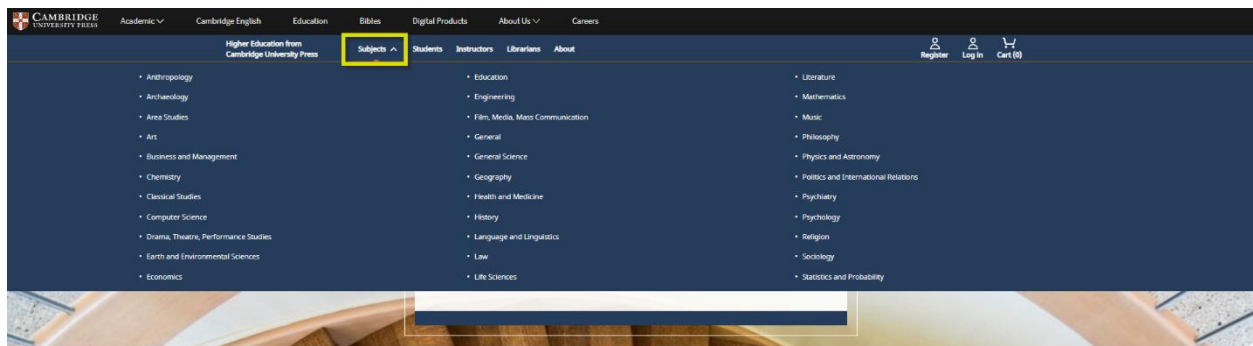 CAMBRIDGE
UNIVERSITY PRESS
Academic
Cambridge English
Education
Bibles
Digital Products
About Us
Careers
Higher Education from
Cambridge University Press
Subjects
Students
Instructors
Librarians
About
Register
Log in
Cart (0)
• Anthropology
• Archaeology
• Area Studies
• Art
• Business and Management
• Chemistry
• Classical Studies
• Computer Science
• Drama, Theatre, Performance Studies
• Earth and Environmental Sciences
• Economics
• Education
• Engineering
• Film, Media, Mass Communication
• General
• General Science
• Geography
• Health and Medicine
• History
• Language and Linguistics
• Law
• Life Sciences
• Literature
• Mathematics
• Music
• Philosophy
• Physics and Astronomy
• Politics and International Relations
• Psychiatry
• Psychology
• Religion
• Sociology
• Statistics and Probability